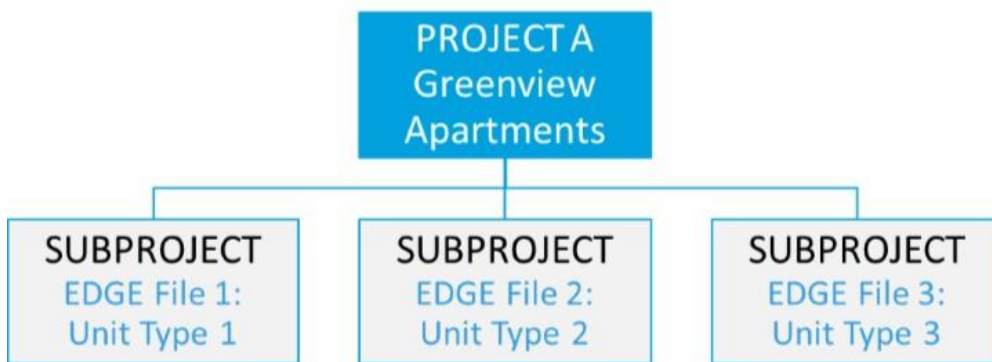 PROJECT A
Greenview
Apartments
SUBPROJECT
EDGE File 1:
Unit Type 1
SUBPROJECT
EDGE File 2:
Unit Type 2
SUBPROJECT
EDGE File 3:
Unit Type 3